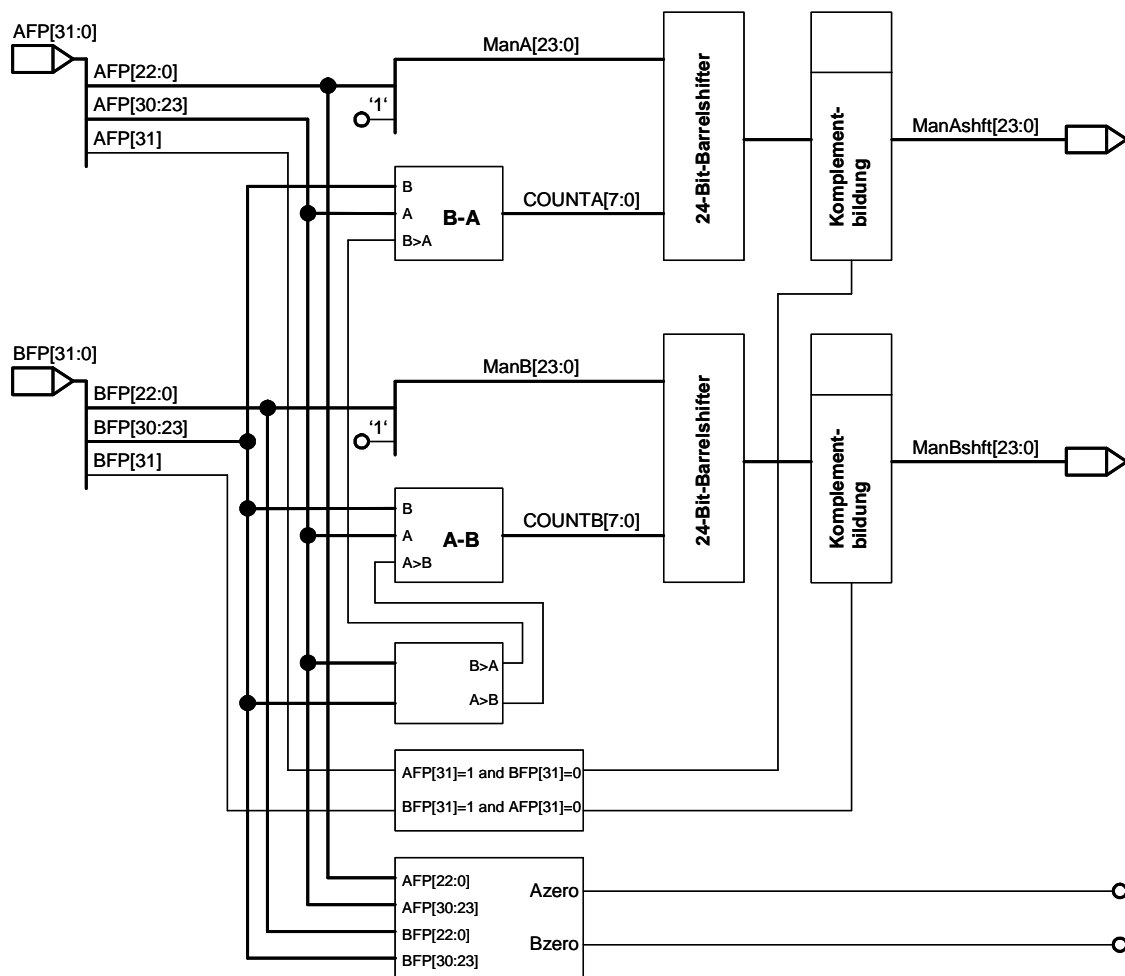 AFP[31:0]
AFP[22:0]
AFP[30:23]
AFP[31]
‘1‘
ManA[23:0]
B
A
B>A
B-A
COUNTA[7:0]
24-Bit-Barrelshifter
Komplement-
bildung
ManAshft[23:0]
BFP[31:0]
BFP[22:0]
BFP[30:23]
BFP[31]
‘1‘
ManB[23:0]
B
A
A>B
A-B
COUNTB[7:0]
24-Bit-Barrelshifter
Komplement-
bildung
ManBshft[23:0]
B>A
A>B
AFP[31]=1 and BFP[31]=0
BFP[31]=1 and AFP[31]=0
AFP[22:0]
AFP[30:23]
BFP[22:0]
BFP[30:23]
Azero
Bzero